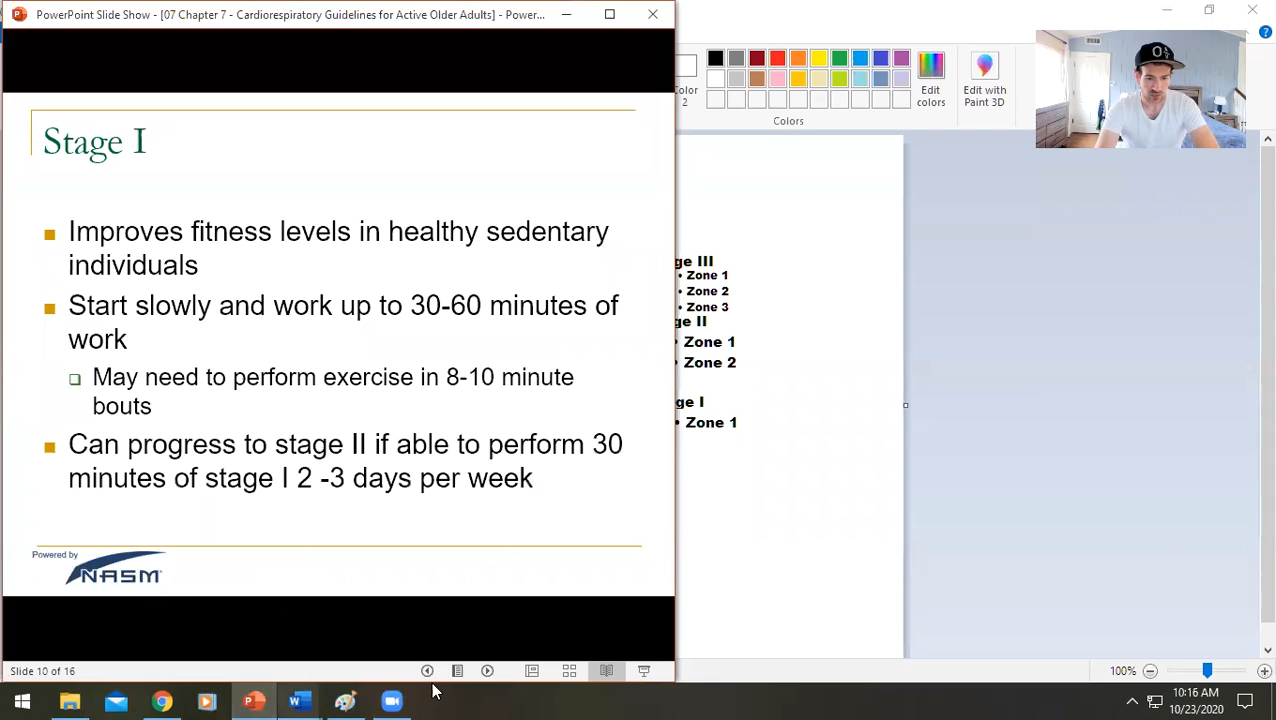 PowerPoint Slide Show - [07 Chapter 7 - Cardiorespiratory Guidelines for Active Older Adults] - Power...
Stage I
Improves fitness levels in healthy sedentary
individuals
Start slowly and work up to 30-60 minutes of
work
May need to perform exercise in 8-10 minute
bouts
Can progress to stage II if able to perform 30
minutes of stage I 2 -3 days per week
Powered by
NASM
Slide 10 of 16
olor
2
Edit
colors
Edit with
Paint 3D
Colors
ge III
• Zone 1
• Zone 2
• Zone 3
ge II
• Zone 1
• Zone 2
ge I
• Zone 1
100%
10:16 AM
10/23/2020